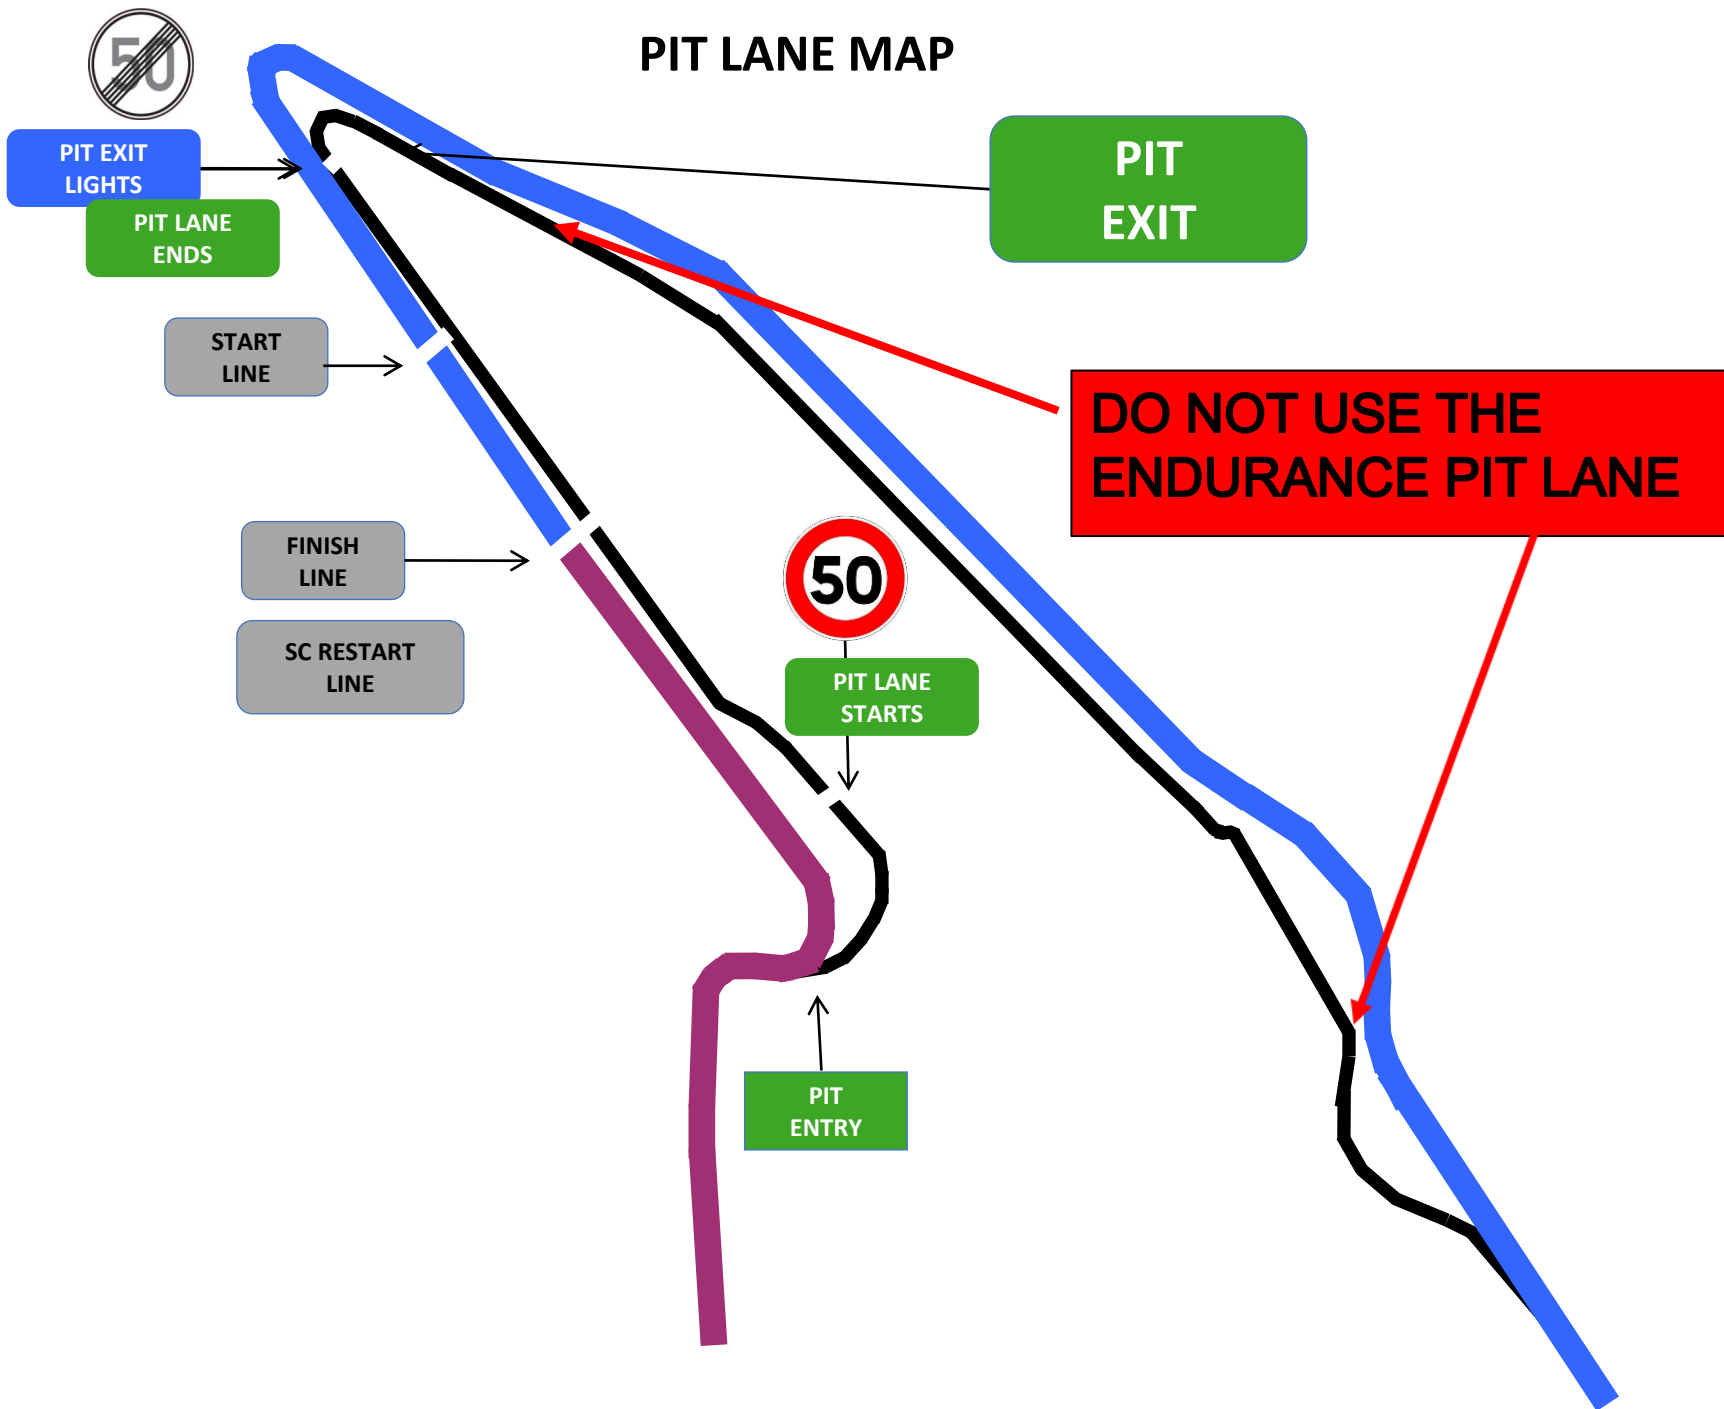 PIT LANE MAP
50
PIT EXIT
LIGHTS
PIT LANE
ENDS
PIT
EXIT
START
LINE
DO NOT USE THE
ENDURANCE PIT LANE
FINISH
LINE
50
SC RESTART
LINE
PIT LANE
STARTS
PIT
ENTRY